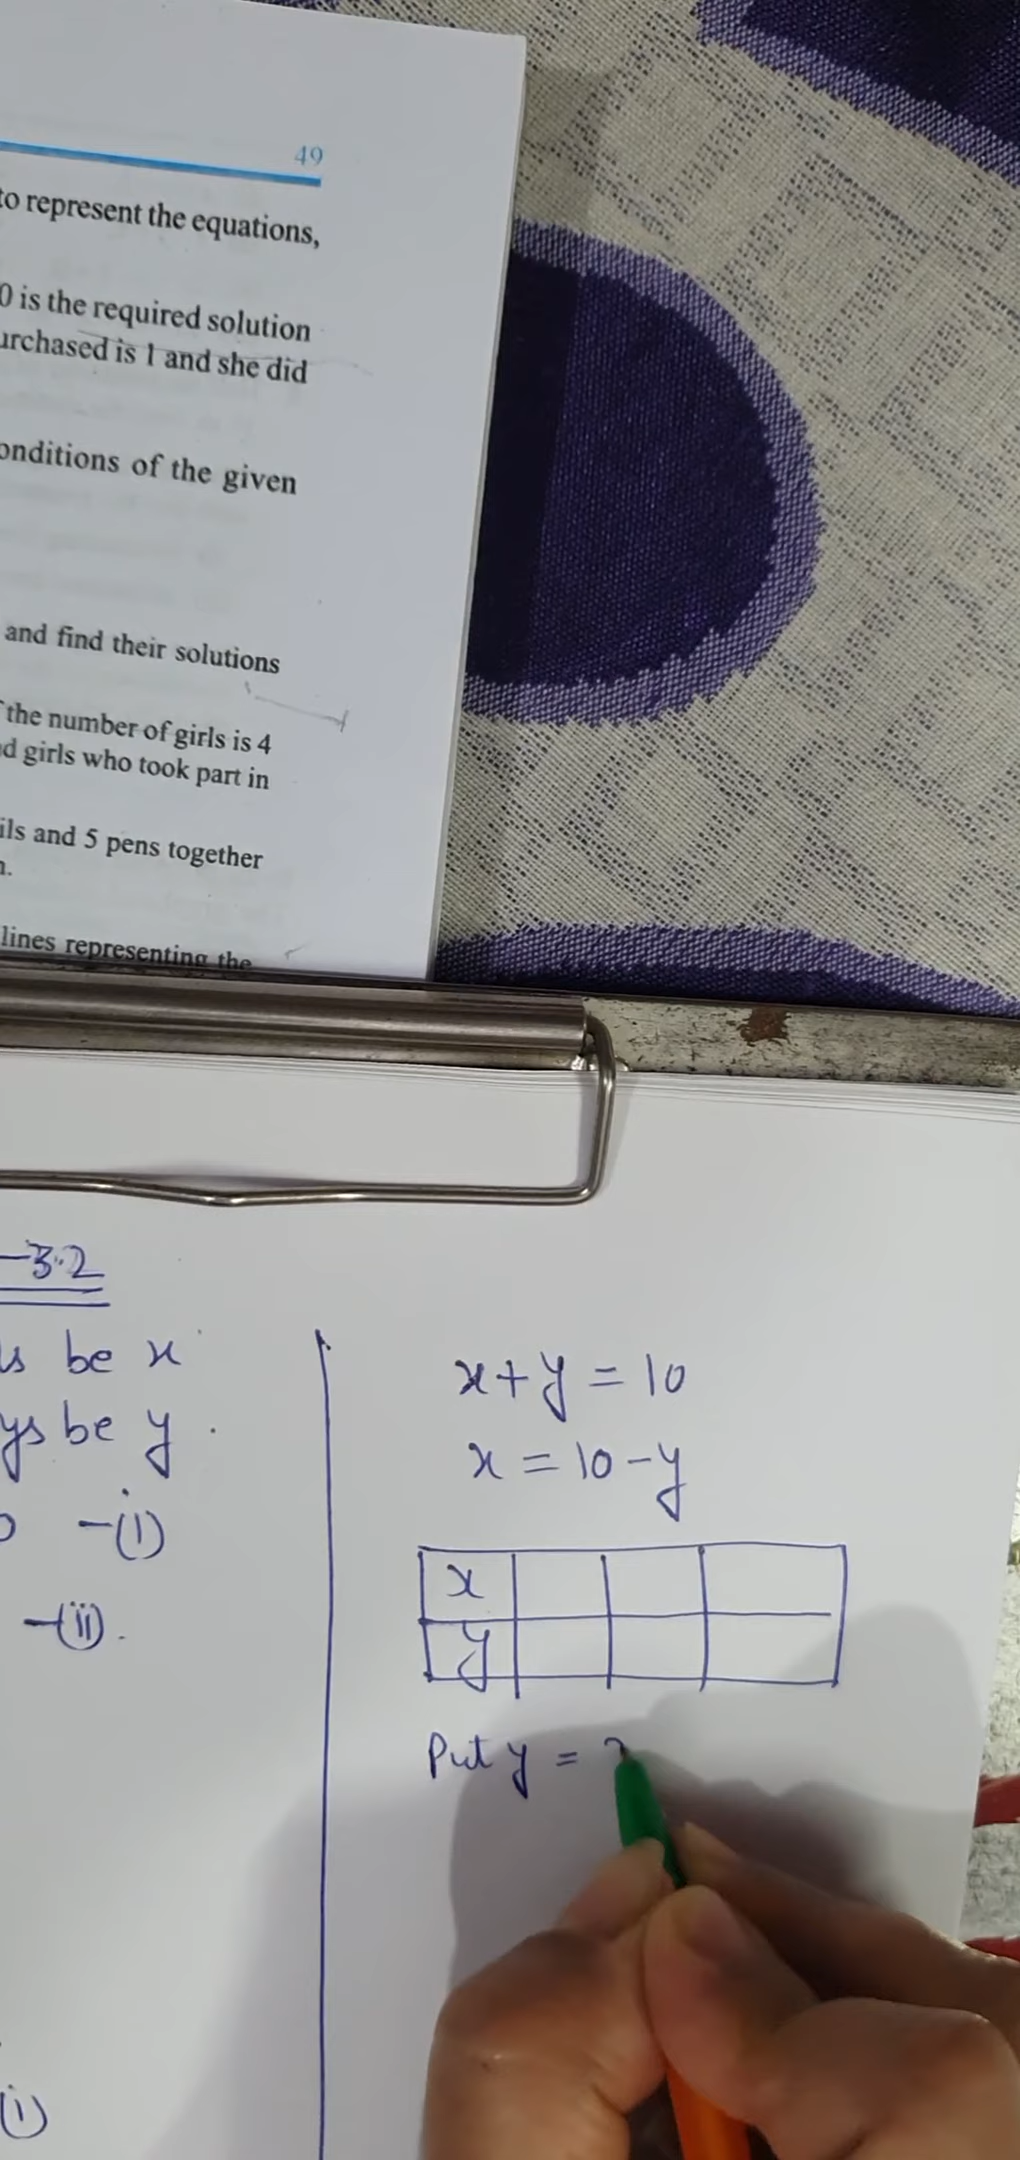 49
to represent the equations,
0 is the required solution
urchased is 1 and she did
onditions of the given
and find their solutions
the number of girls is 4
d girls who took part in
ils and 5 pens together
lines representing the
-3.2
be x
ys be y.
-(i)
-(ii).
(i)
x+y=10
x=10-y
x
y
Put y =